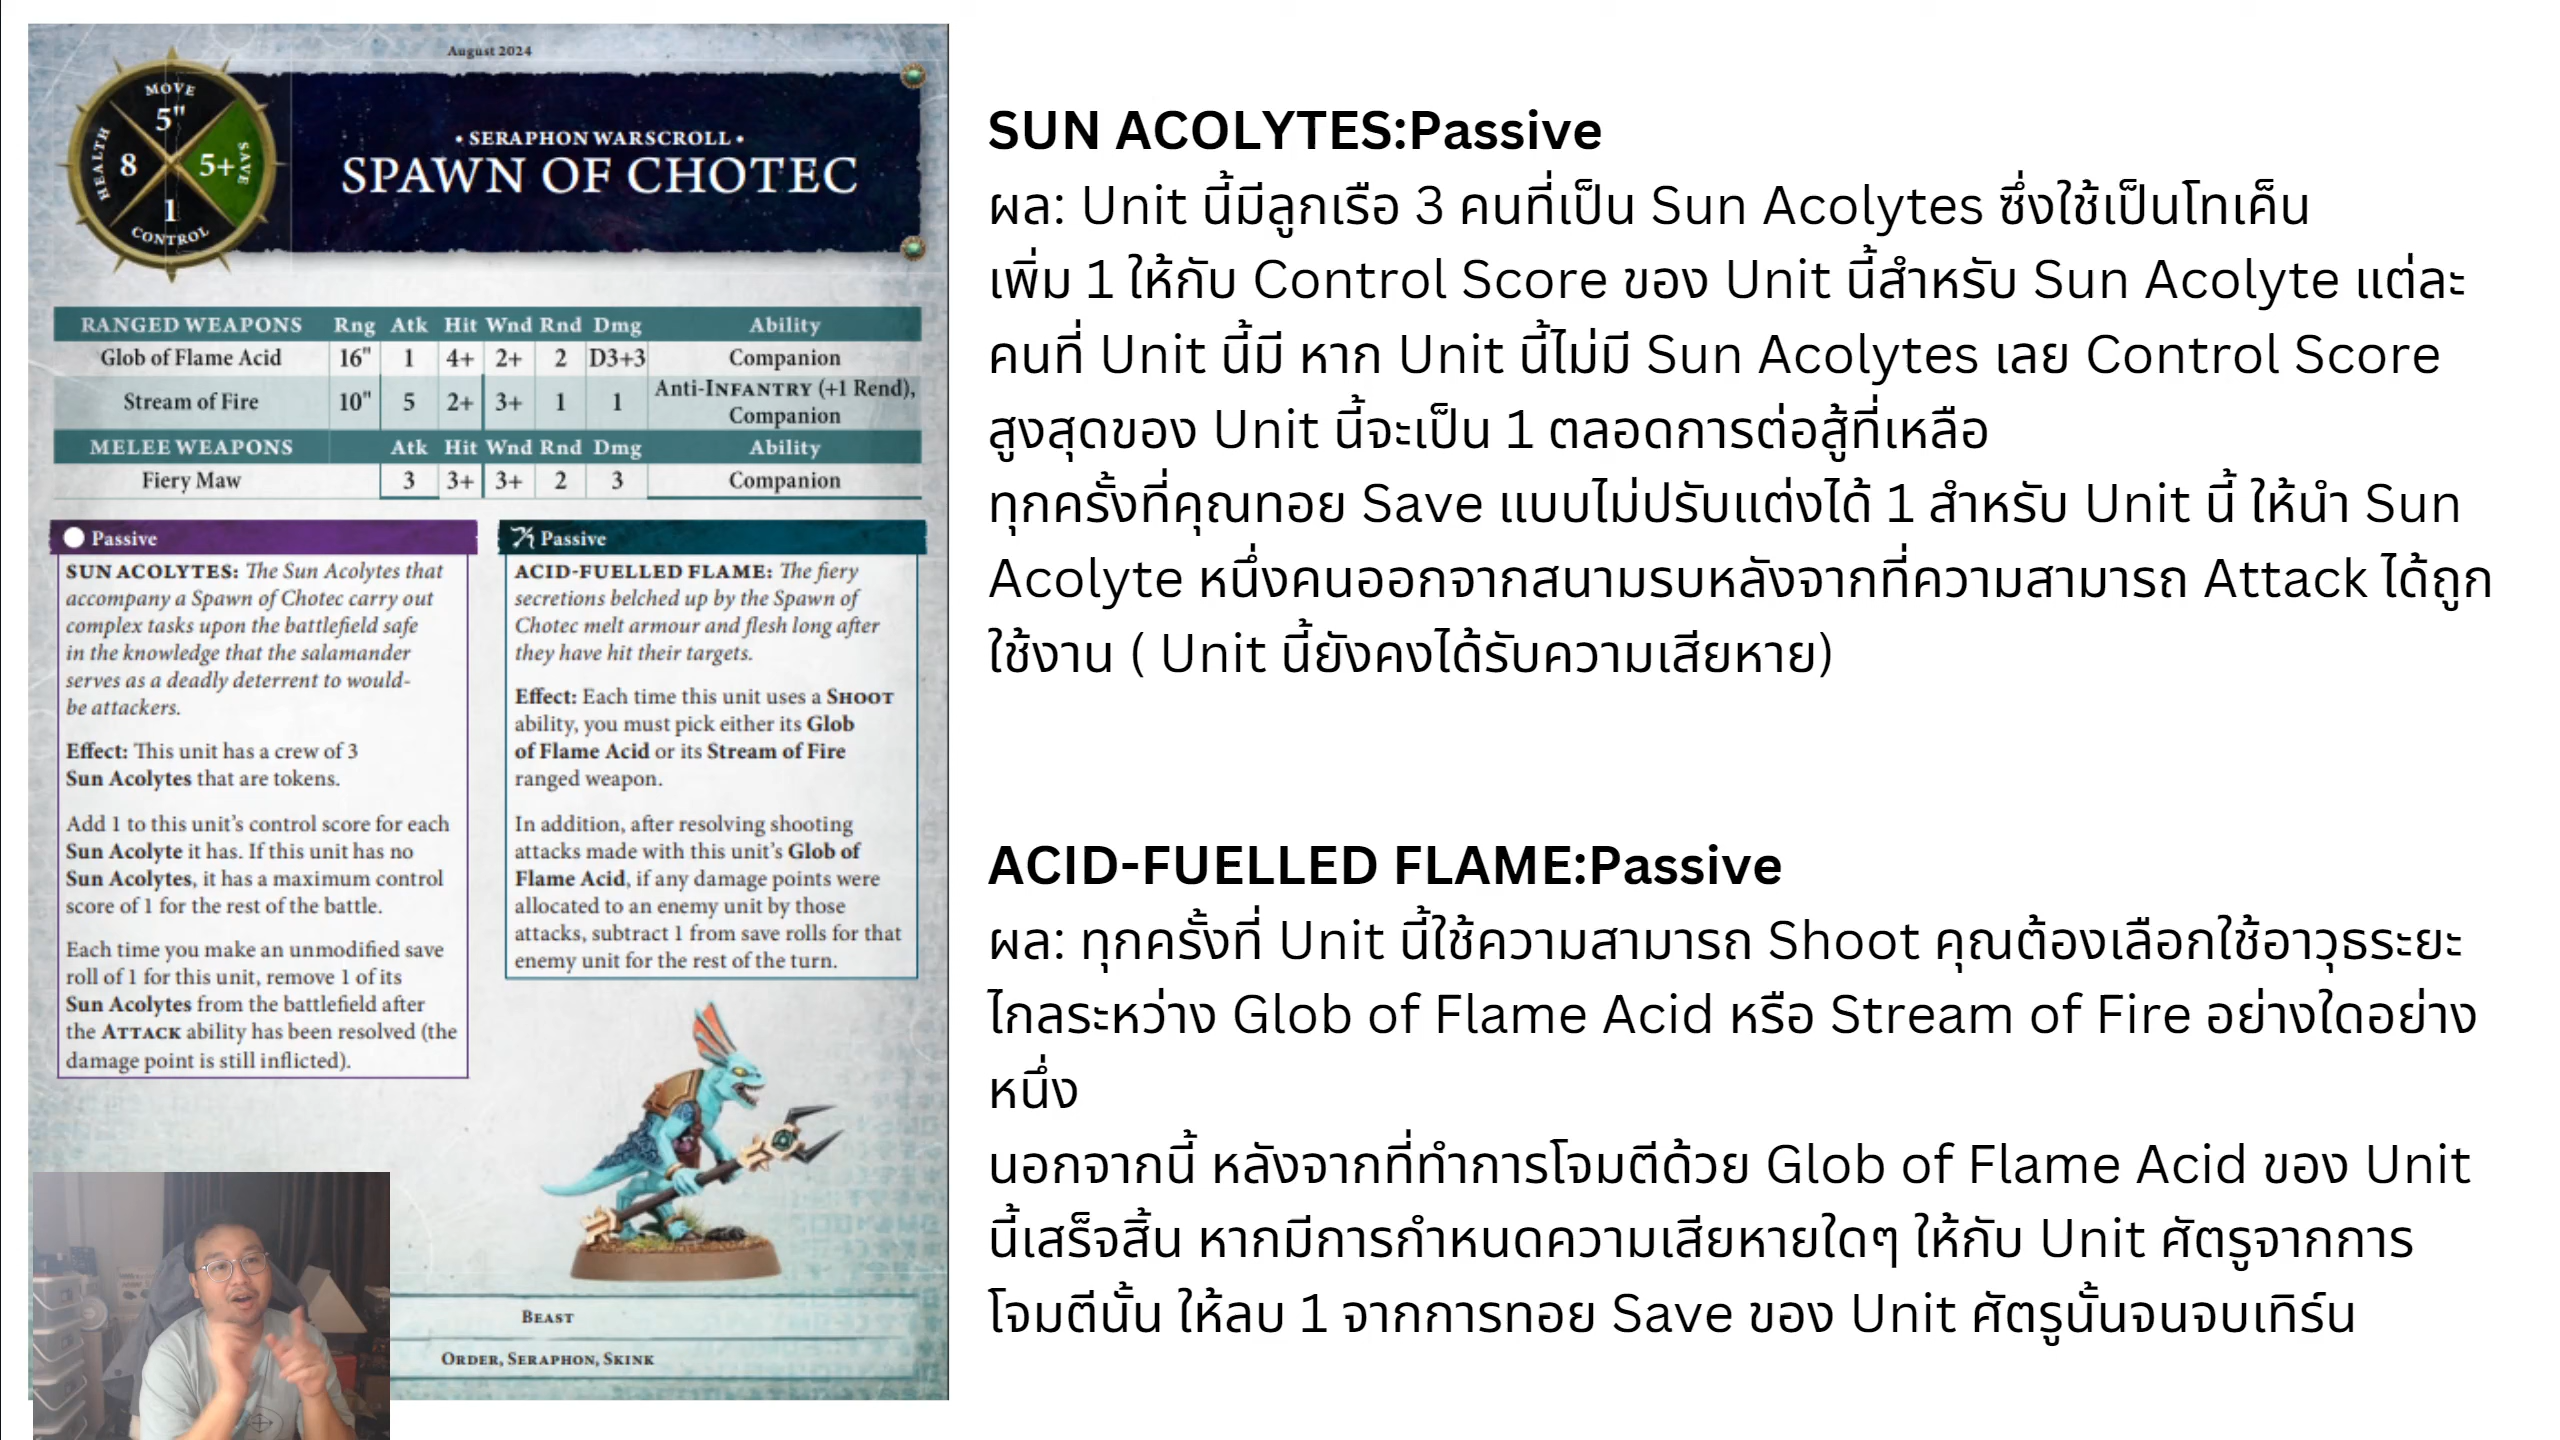 August 2024
MOVE
5"
HEALTH
8
5+
SAVE
1
CONTROL
• SERAPHON WARSCROLL •
SPAWN OF CHOTEC
RANGED WEAPONS Rng Atk Hit Wnd Rnd Dmg Ability
Glob of Flame Acid 16" 1 4+ 2+ 2 D3+3 Companion
Stream of Fire 10" 5 2+ 3+ 1 1 Anti-INFANTRY (+1 Rend), Companion
MELEE WEAPONS Atk Hit Wnd Rnd Dmg Ability
Fiery Maw 3 3+ 3+ 2 3 Companion
Passive
SUN ACOLYTES: The Sun Acolytes that
accompany a Spawn of Chotec carry out
complex tasks upon the battlefield safe
in the knowledge that the salamander
serves as a deadly deterrent to would-
be attackers.
Effect: This unit has a crew of 3
Sun Acolytes that are tokens.
Add 1 to this unit's control score for each
Sun Acolyte it has. If this unit has no
Sun Acolytes, it has a maximum control
score of 1 for the rest of the battle.
Each time you make an unmodified save
roll of 1 for this unit, remove 1 of its
Sun Acolytes from the battlefield after
the ATTACK ability has been resolved (the
damage point is still inflicted).
Passive
ACID-FUELLED FLAME: The fiery
secretions belched up by the Spawn of
Chotec melt armour and flesh long after
they have hit their targets.
Effect: Each time this unit uses a SHOOT
ability, you must pick either its Glob
of Flame Acid or its Stream of Fire
ranged weapon.
In addition, after resolving shooting
attacks made with this unit's Glob of
Flame Acid, if any damage points were
allocated to an enemy unit by those
attacks, subtract 1 from save rolls for that
enemy unit for the rest of the turn.
BEAST
ORDER, SERAPHON, SKINK
SUN ACOLYTES:Passive
ผล: Unit นี้มีลูกเรือ 3 คนที่เป็น Sun Acolytes ซึ่งใช้เป็นโทเค็น
เพิ่ม 1 ให้กับ Control Score ของ Unit นี้สำหรับ Sun Acolyte แต่ละ
คนที่ Unit นี้มี หาก Unit นี้ไม่มี Sun Acolytes เลย Control Score
สูงสุดของ Unit นี้จะเป็น 1 ตลอดการต่อสู้ที่เหลือ
ทุกครั้งที่คุณทอย Save แบบไม่ปรับแต่งได้ 1 สำหรับ Unit นี้ ให้นำ Sun
Acolyte หนึ่งคนออกจากสนามรบหลังจากที่ความสามารถ Attack ได้ถูก
ใช้งาน ( Unit นี้ยังคงได้รับความเสียหาย)
ACID-FUELLED FLAME:Passive
ผล: ทุกครั้งที่ Unit นี้ใช้ความสามารถ Shoot คุณต้องเลือกใช้อาวุธระยะ
ไกลระหว่าง Glob of Flame Acid หรือ Stream of Fire อย่างใดอย่าง
หนึ่ง
นอกจากนี้ หลังจากที่ทำการโจมตีด้วย Glob of Flame Acid ของ Unit
นี้เสร็จสิ้น หากมีการกำหนดความเสียหายใดๆ ให้กับ Unit ศัตรูจากการ
โจมตีนั้น ให้ลบ 1 จากการทอย Save ของ Unit ศัตรูนั้นจนจบเทิร์น